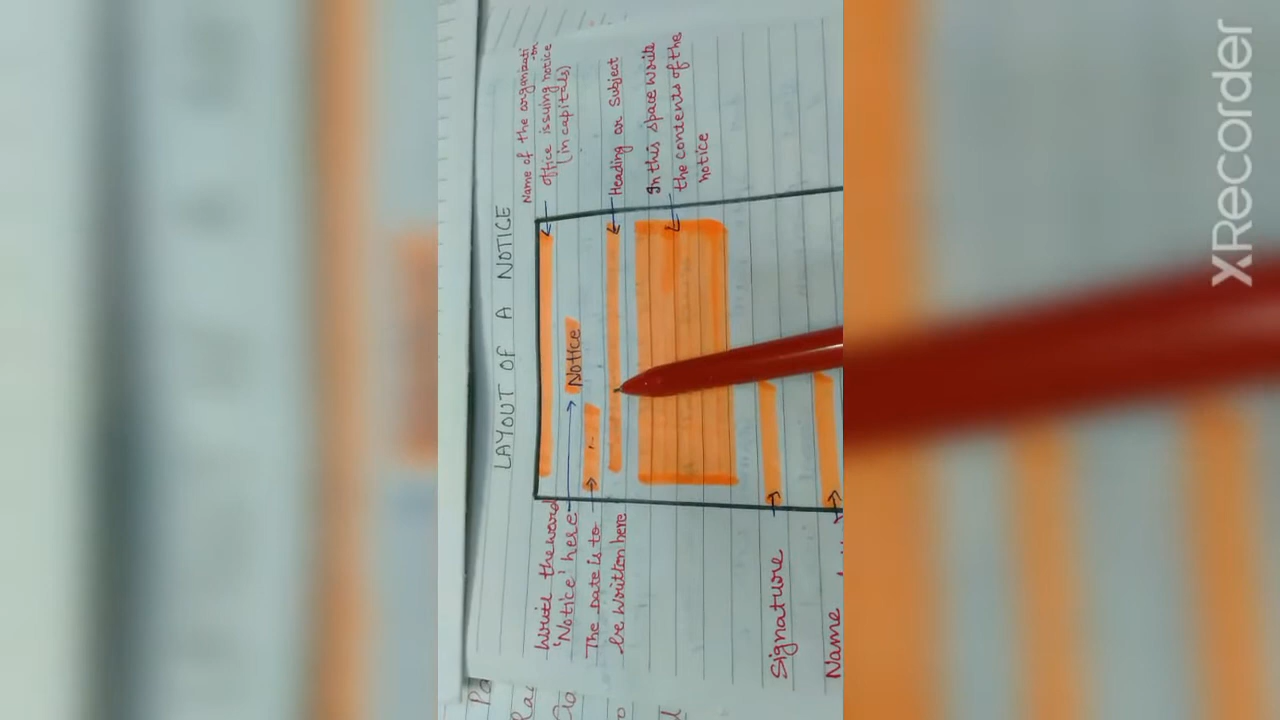 LAYOUT OF A NOTICE
Name of the organizati
-on
office issuing notice
(in capitals)
Heading or Subject
In this space write
the contents of the
notice
Notice
Write the word
'Notice' here
The Date is to
be written here
Signature
Name
XRecorder